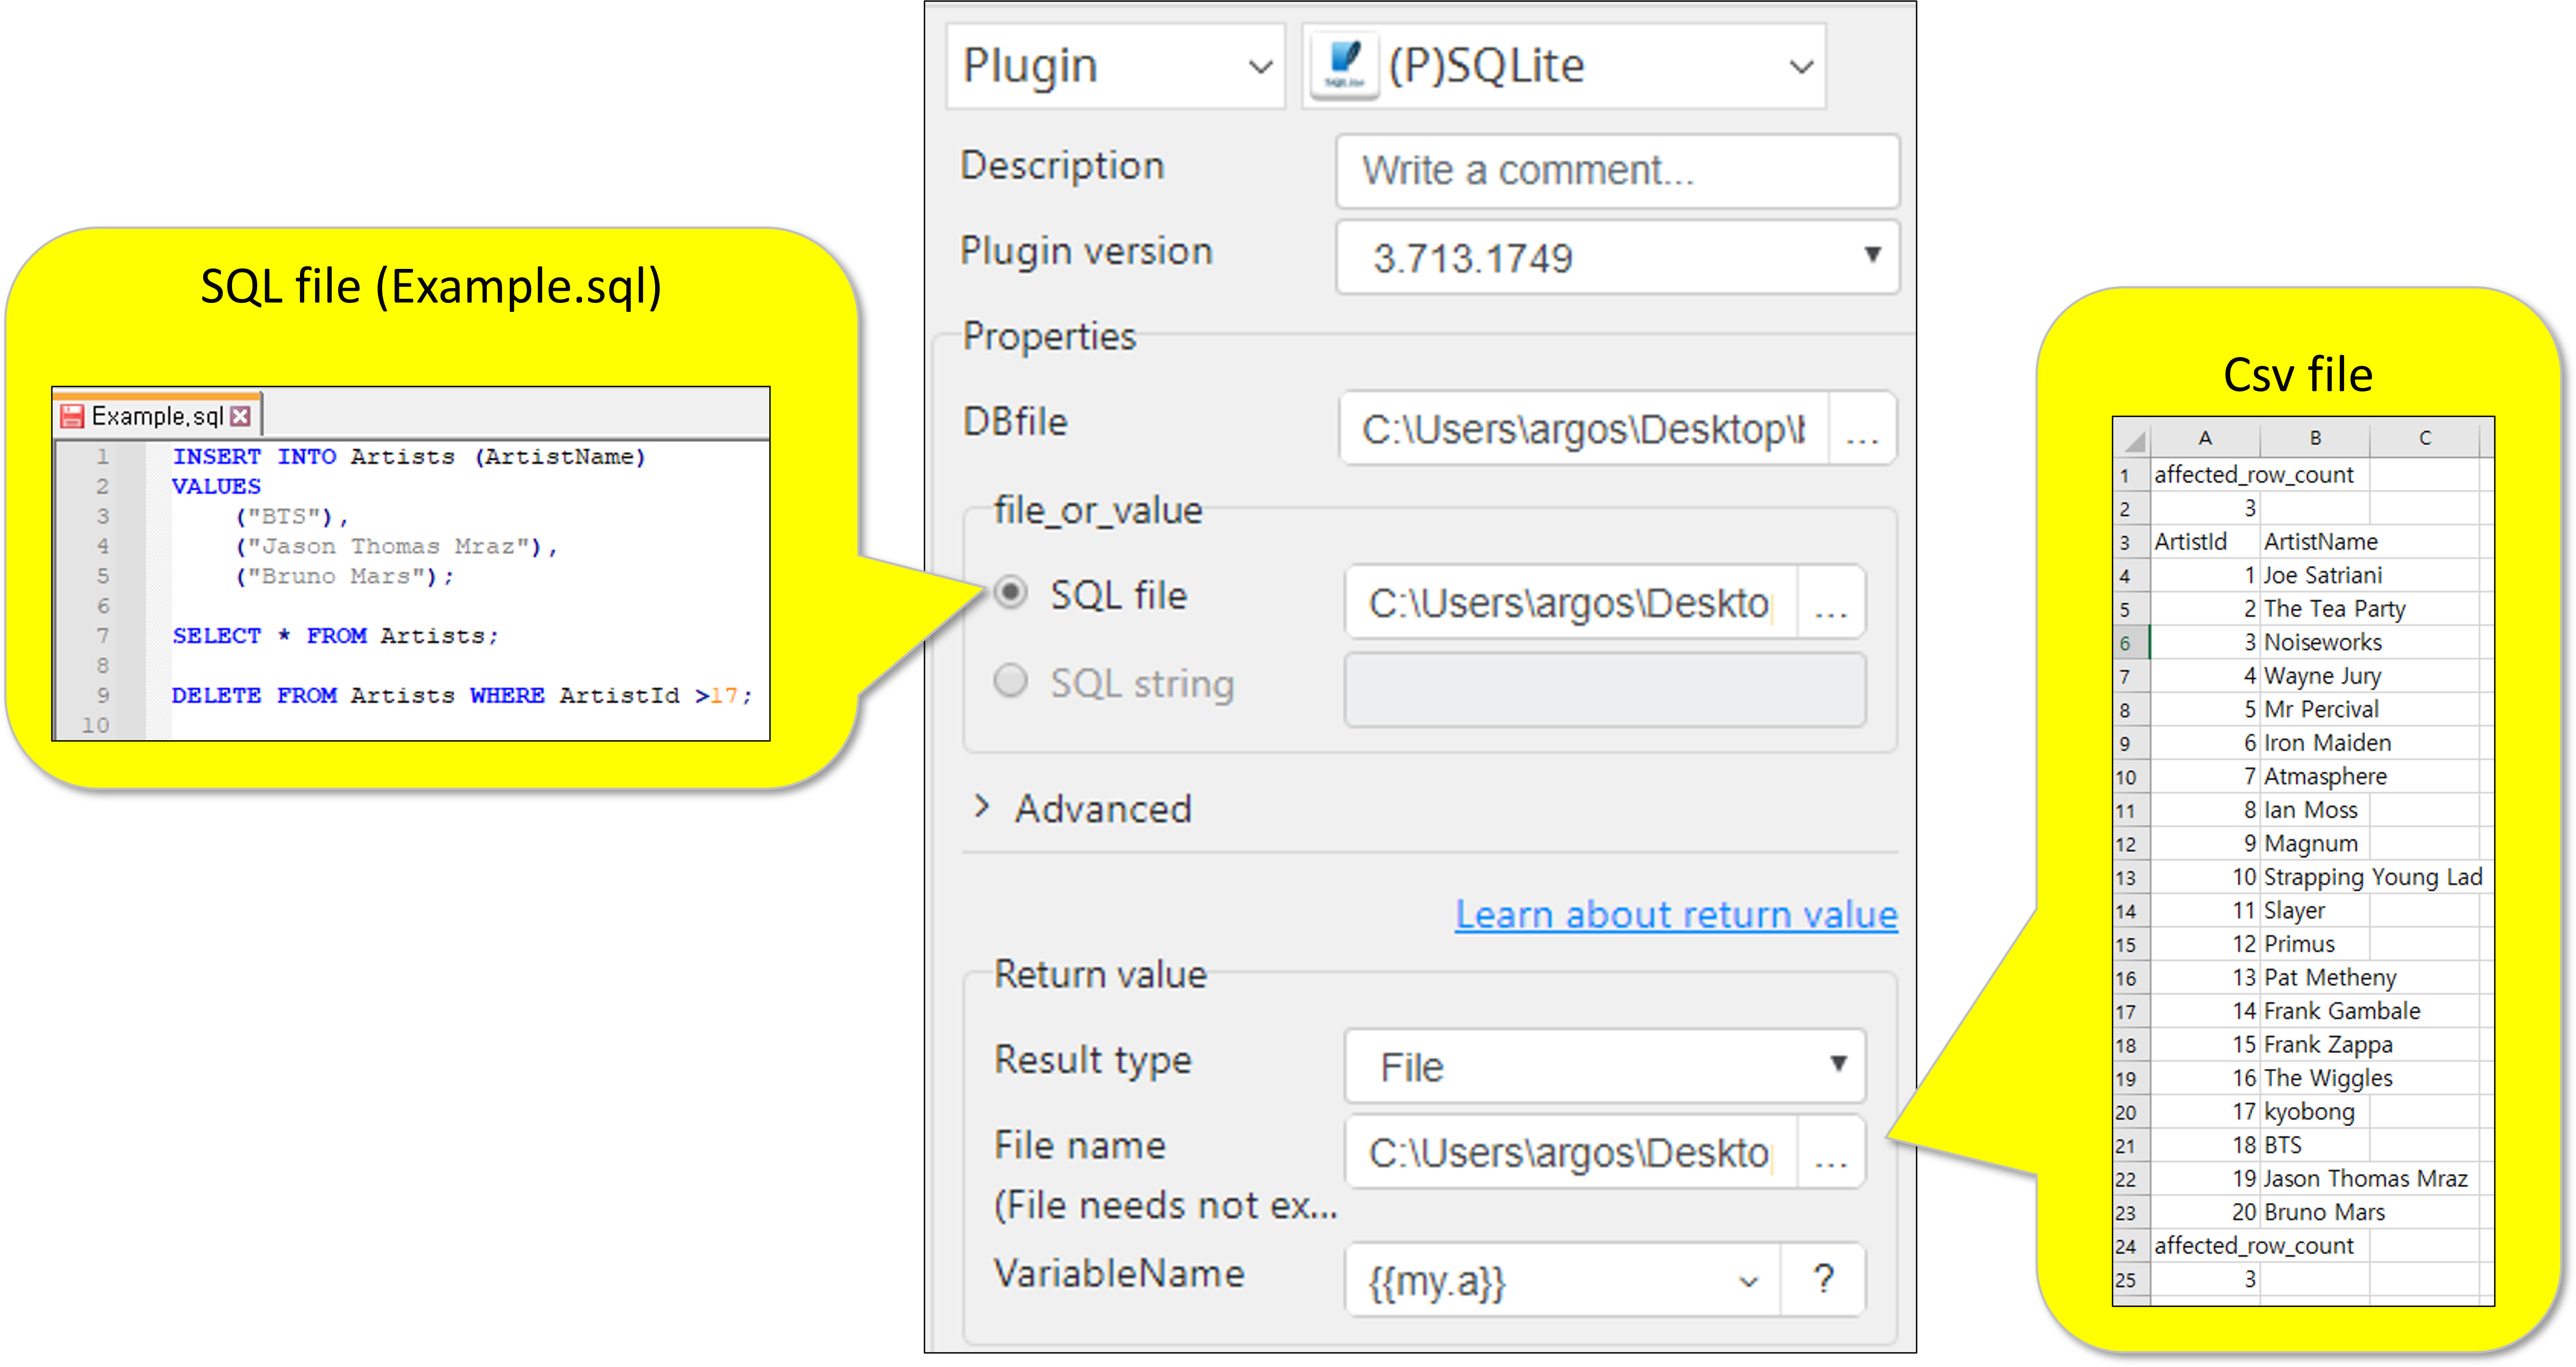 SQL file (Example.sql)
Example.sql
1 INSERT INTO Artists (ArtistName)
2 VALUES
3 ("BTS"),
4 ("Jason Thomas Mraz"),
5 ("Bruno Mars");
6
7 SELECT * FROM Artists;
8
9 DELETE FROM Artists WHERE ArtistId >17;
10
Plugin
SQLite
(P)SQLite
Description
Write a comment...
Plugin version
3.713.1749
Properties
DBfile
C:\Users\argos\Desktop\
...
file_or_value
SQL file
C:\Users\argos\Deskto
...
SQL string
> Advanced
Learn about return value
Return value
Result type
File
File name
C:\Users\argos\Deskto
...
(File needs not ex...
VariableName
{{my.a}}
?
Csv file
A B C
1 affected_row_count
2 3
3 ArtistId ArtistName
4 1 Joe Satriani
5 2 The Tea Party
6 3 Noiseworks
7 4 Wayne Jury
8 5 Mr Percival
9 6 Iron Maiden
10 7 Atmasphere
11 8 Ian Moss
12 9 Magnum
13 10 Strapping Young Lad
14 11 Slayer
15 12 Primus
16 13 Pat Metheny
17 14 Frank Gambale
18 15 Frank Zappa
19 16 The Wiggles
20 17 kyobong
21 18 BTS
22 19 Jason Thomas Mraz
23 20 Bruno Mars
24 affected_row_count
25 3